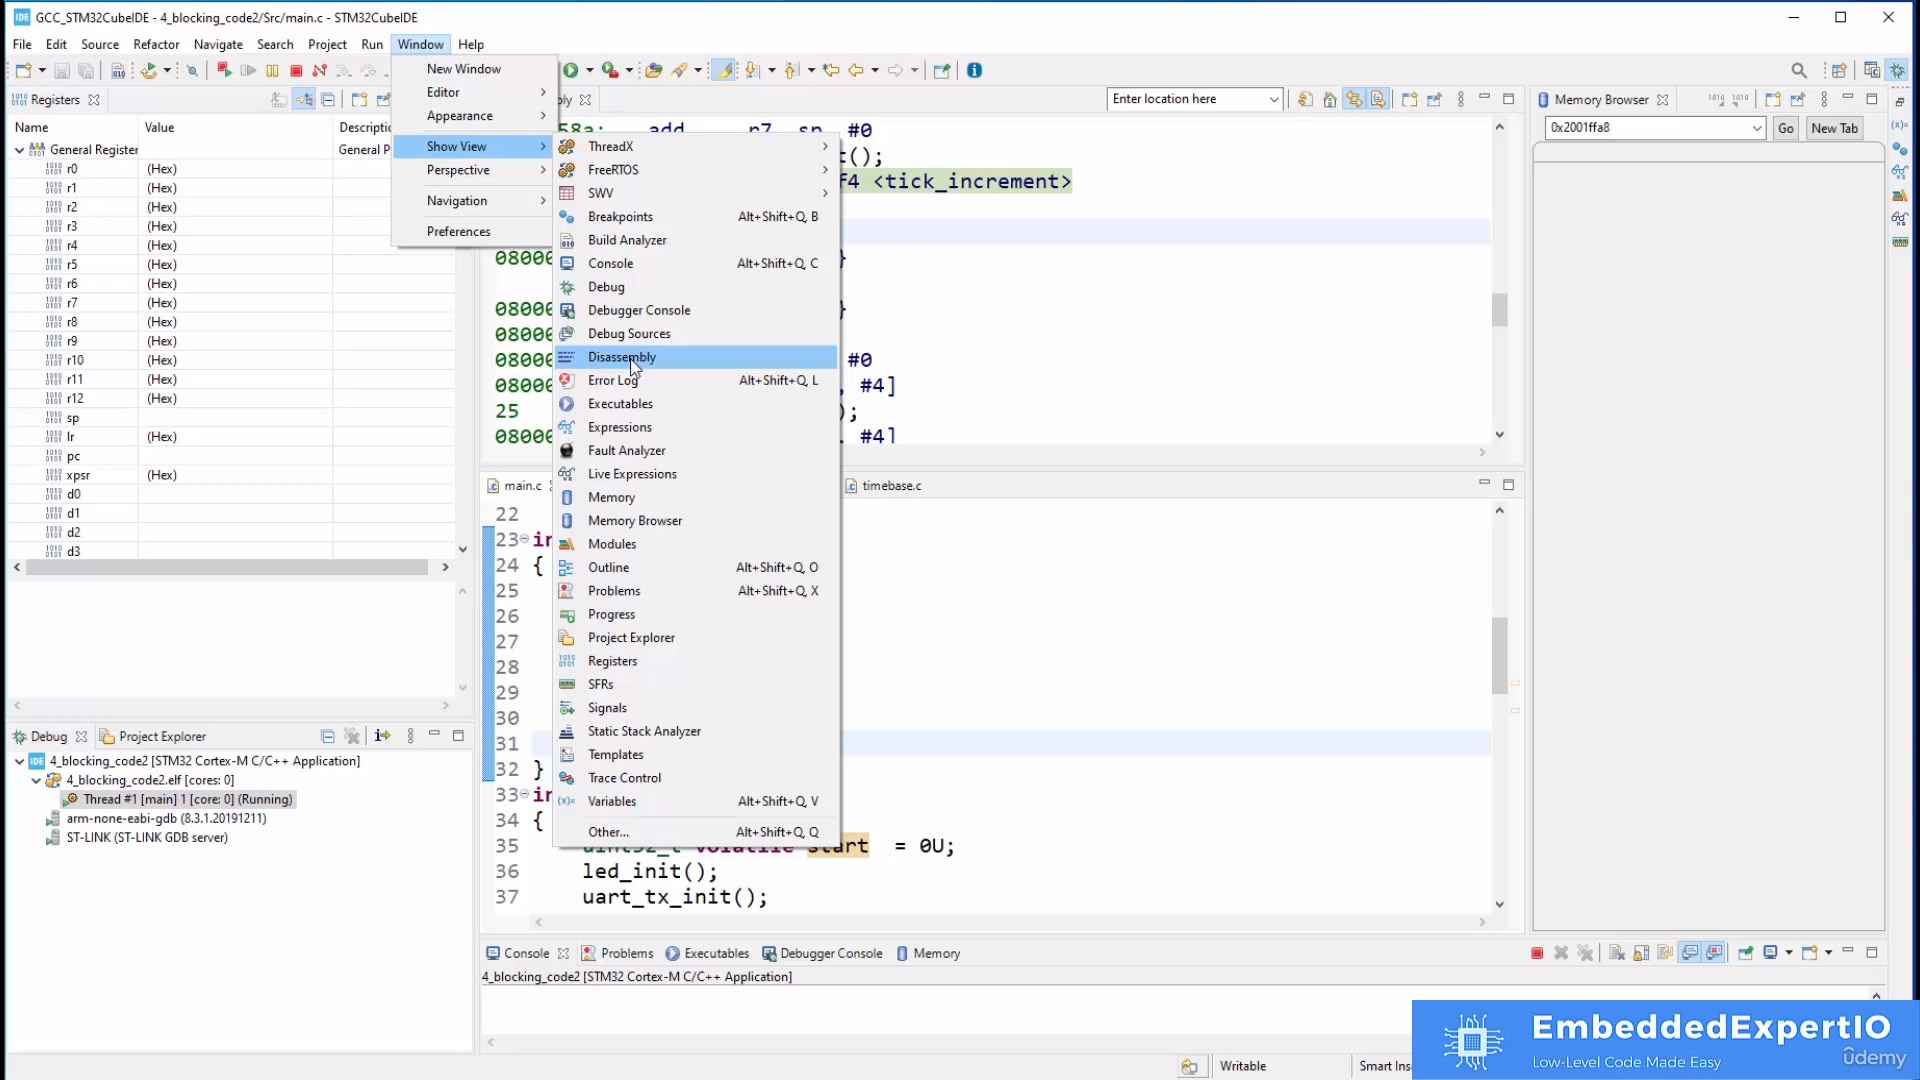 GCC_STM32CubeIDE - 4_blocking_code2/Src/main.c - STM32CubeIDE
File Edit Source Refactor Navigate Search Project Run Window Help
Registers
Name Value
General P
General Register
r0 (Hex)
r1 (Hex)
r2 (Hex)
r3 (Hex)
r4 (Hex)
r5 (Hex)
r6 (Hex)
r7 (Hex)
r8 (Hex)
r9 (Hex)
r10 (Hex)
r11 (Hex)
r12 (Hex)
sp
lr (Hex)
pc
xpsr (Hex)
d0
d1
d2
d3
New Window
Editor
Appearance
Show View
Perspective
Navigation
Preferences
ThreadX
FreeRTOS
SWV
Breakpoints Alt+Shift+Q, B
Build Analyzer
Console Alt+Shift+Q, C
Debug
Debugger Console
Debug Sources
Disassembly
Error Log Alt+Shift+Q, L
Executables
Expressions
Fault Analyzer
Live Expressions
Memory
Memory Browser
Modules
Outline Alt+Shift+Q, O
Problems Alt+Shift+Q, X
Progress
Project Explorer
Registers
SFRs
Signals
Static Stack Analyzer
Templates
Trace Control
Variables Alt+Shift+Q, V
Other... Alt+Shift+Q, Q
Enter location here
58a: add r7, sp, #0
t();
f4 <tick_increment>
08000 }
08000 }
08000
08000 #0
08000 , #4]
25 );
08000 , #4]
main.c timebase.c
22
23 in
24 {
25
26
27
28
29
30
31
32 }
33 in
34 {
35 uint32_t volatile start = 0U;
36 led_init();
37 uart_tx_init();
Memory Browser
0x2001ffa8 Go New Tab
Debug Project Explorer
4_blocking_code2 [STM32 Cortex-M C/C++ Application]
4_blocking_code2.elf [cores: 0]
Thread #1 [main] 1 [core: 0] (Running)
arm-none-eabi-gdb (8.3.1.20191211)
ST-LINK (ST-LINK GDB server)
Console Problems Executables Debugger Console Memory
4_blocking_code2 [STM32 Cortex-M C/C++ Application]
Writable Smart Ins
EmbeddedExpertIO
Low-Level Code Made Easy
udemy